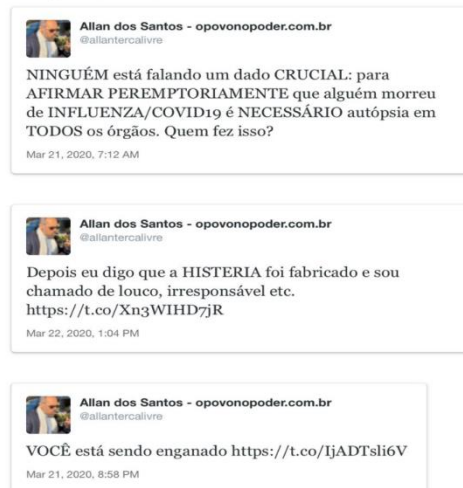 Allan dos Santos - opovonopoder.com.br
@allantercalivre
NINGUÉM está falando um dado CRUCIAL: para
AFIRMAR PEREMPTORIAMENTE que alguém morreu
de INFLUENZA/COVID19 é NECESSÁRIO autópsia em
TODOS os órgãos. Quem fez isso?
Mar 21, 2020, 7:12 AM
Allan dos Santos - opovonopoder.com.br
@allantercalivre
Depois eu digo que a HISTERIA foi fabricado e sou
chamado de louco, irresponsável etc.
https://t.co/Xn3WIHD7jR
Mar 22, 2020, 1:04 PM
Allan dos Santos - opovonopoder.com.br
@allantercalivre
VOCÊ está sendo enganado https://t.co/IjADTsli6V
Mar 21, 2020, 8:58 PM